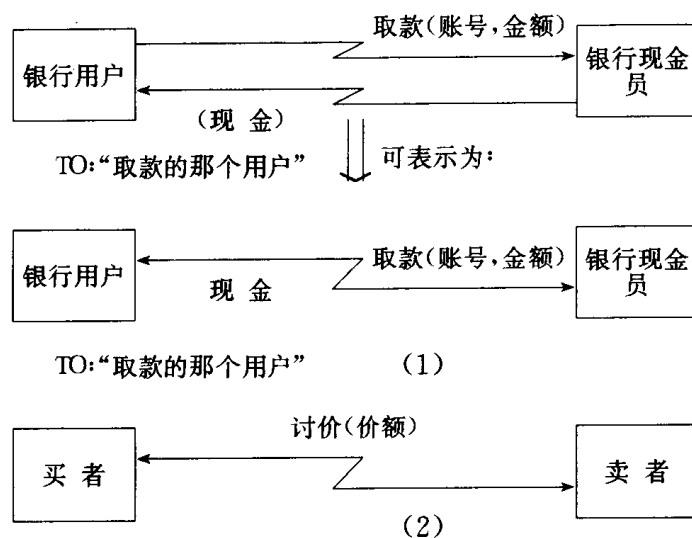 取款(账号,金额)
银行用户
银行现金
员
(现 金)
TO:“取款的那个用户”
可表示为:
取款(账号,金额)
银行用户
现 金
银行现金
员
TO:“取款的那个用户”
(1)
讨价(价额)
买 者
卖 者
(2)